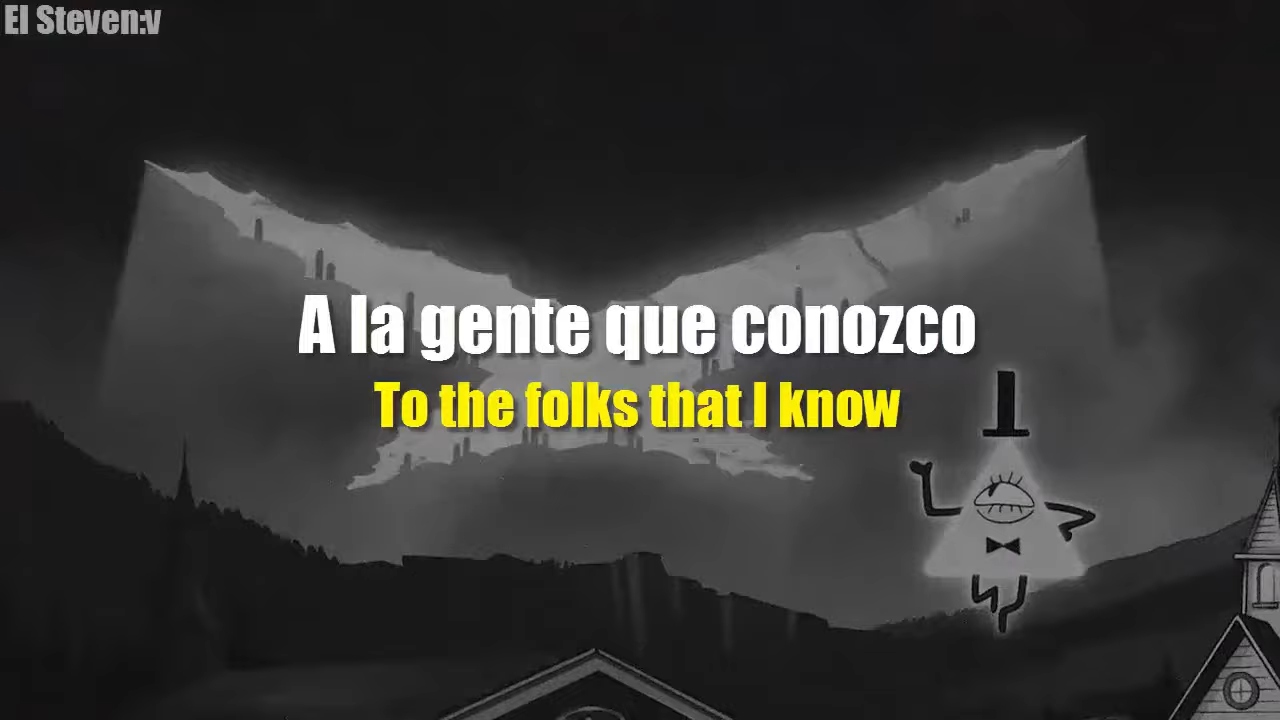 El Steven:v
A la gente que conozco
To the folks that I know